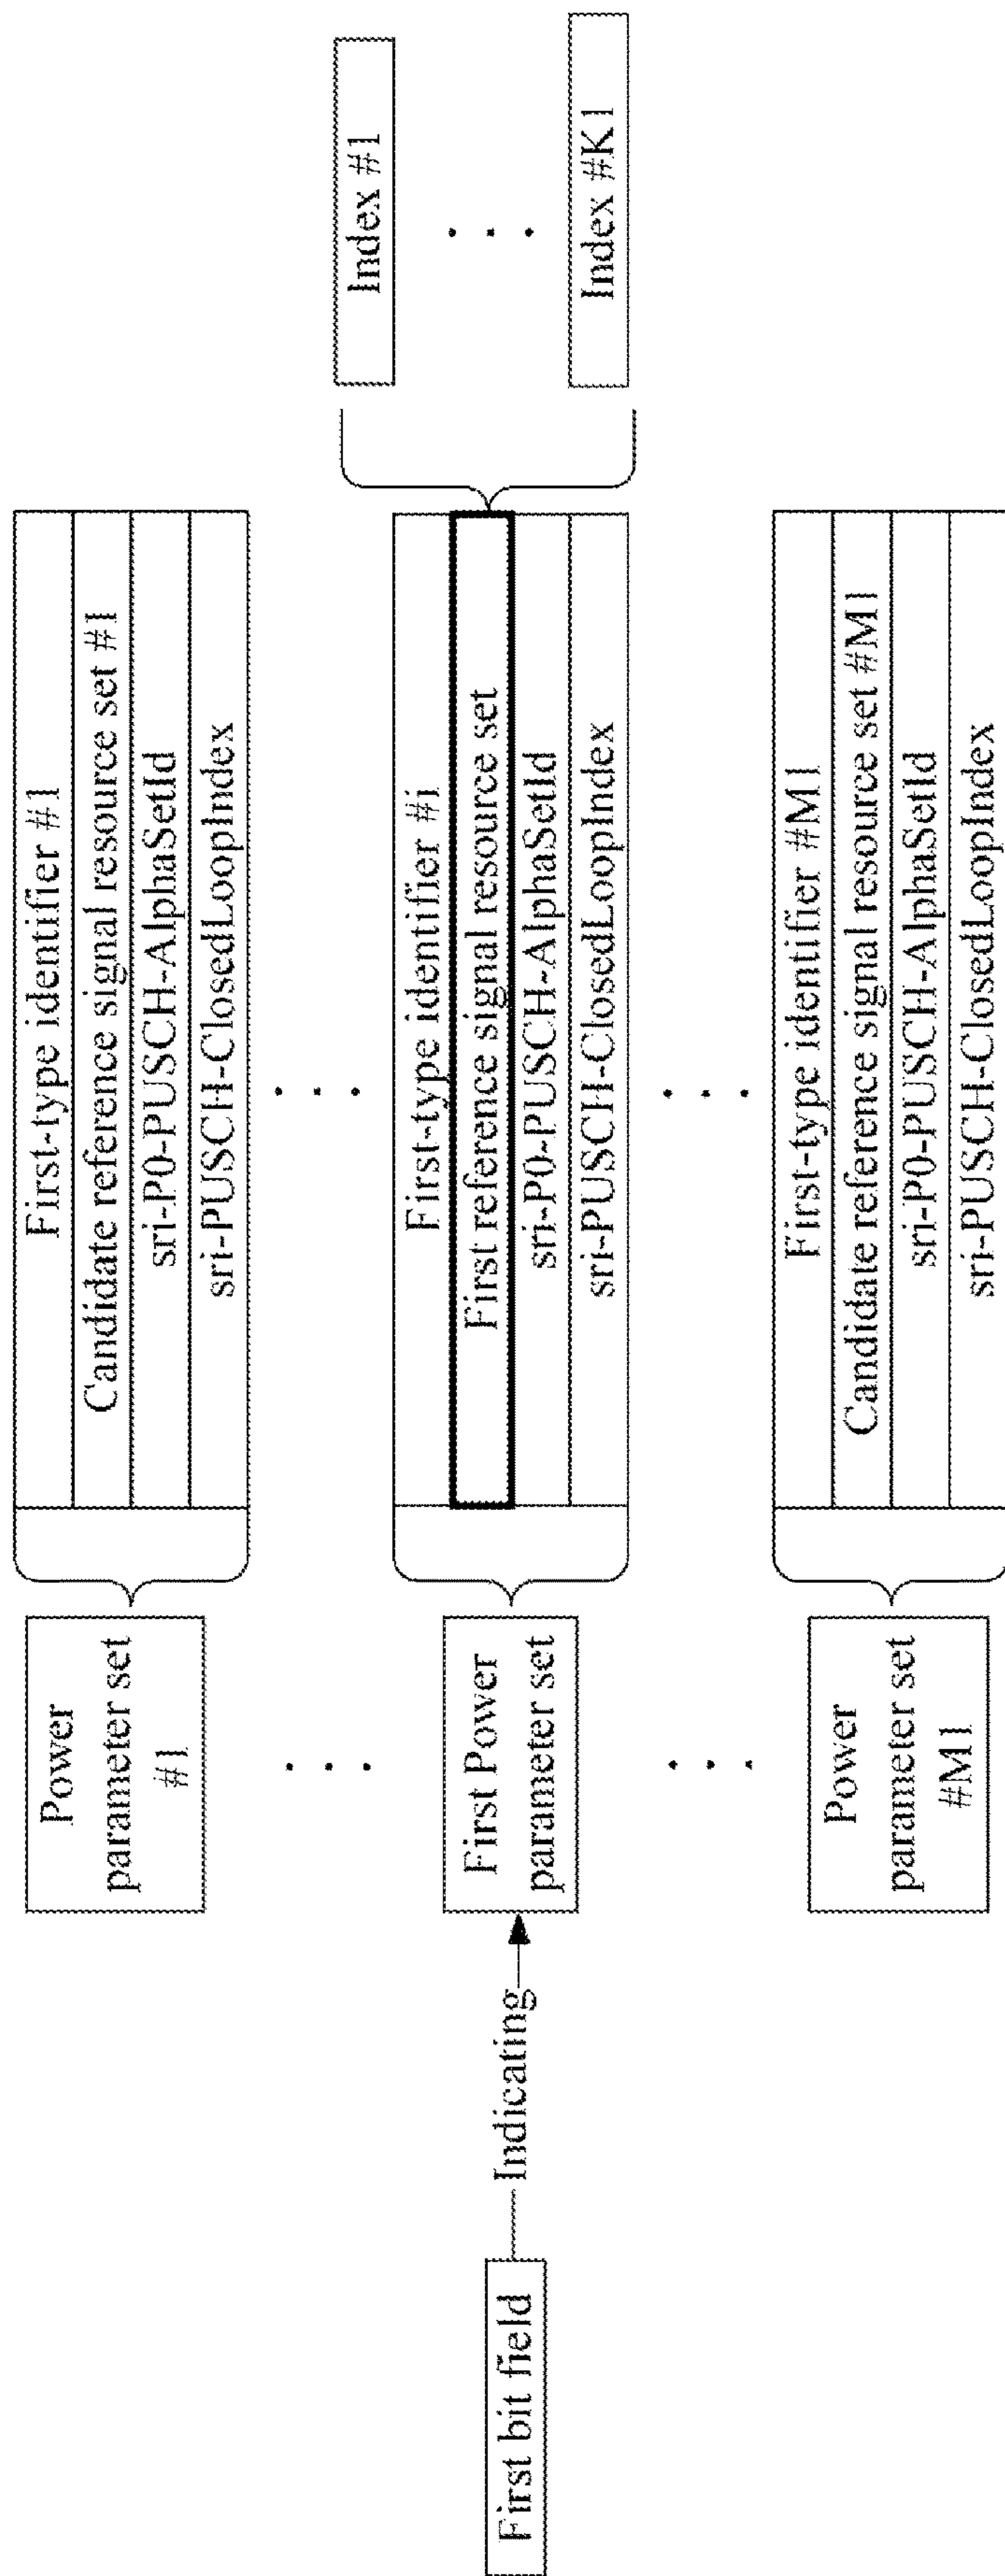 First bit field
Indicating
Power
parameter set
#1
First Power
parameter set
Power
parameter set
#M1
First-type identifier #1
Candidate reference signal resource set #1
sri-P0-PUSCH-AlphaSetId
sri-PUSCH-ClosedLoopIndex
First-type identifier #i
First reference signal resource set
sri-P0-PUSCH-AlphaSetId
sri-PUSCH-ClosedLoopIndex
First-type identifier #M1
Candidate reference signal resource set #M1
sri-P0-PUSCH-AlphaSetId
sri-PUSCH-ClosedLoopIndex
Index #1
Index #K1